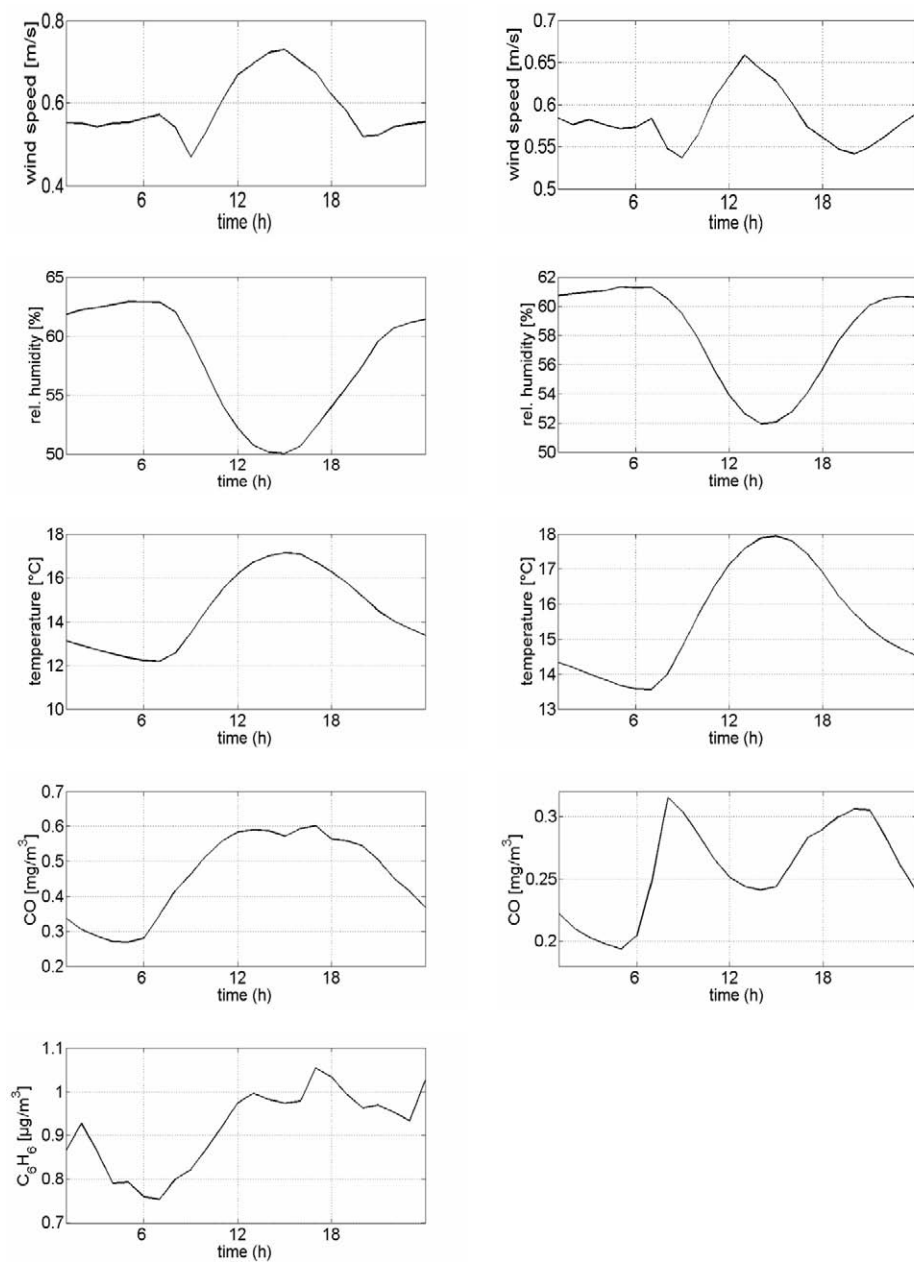 wind speed [m/s]
0.8
0.6
0.4
6 12 18
time (h)
wind speed [m/s]
0.7
0.65
0.6
0.55
0.5
6 12 18
time (h)
rel. humidity [%]
65
60
55
50
6 12 18
time (h)
rel. humidity [%]
62
60
58
56
54
52
50
6 12 18
time (h)
temperature [°C]
18
16
14
12
10
6 12 18
time (h)
temperature [°C]
18
17
16
15
14
13
6 12 18
time (h)
CO [mg/m³]
0.7
0.6
0.5
0.4
0.3
0.2
6 12 18
time (h)
CO [mg/m³]
0.3
0.25
0.2
6 12 18
time (h)
C₆H₆ [µg/m³]
1.1
1
0.9
0.8
0.7
6 12 18
time (h)